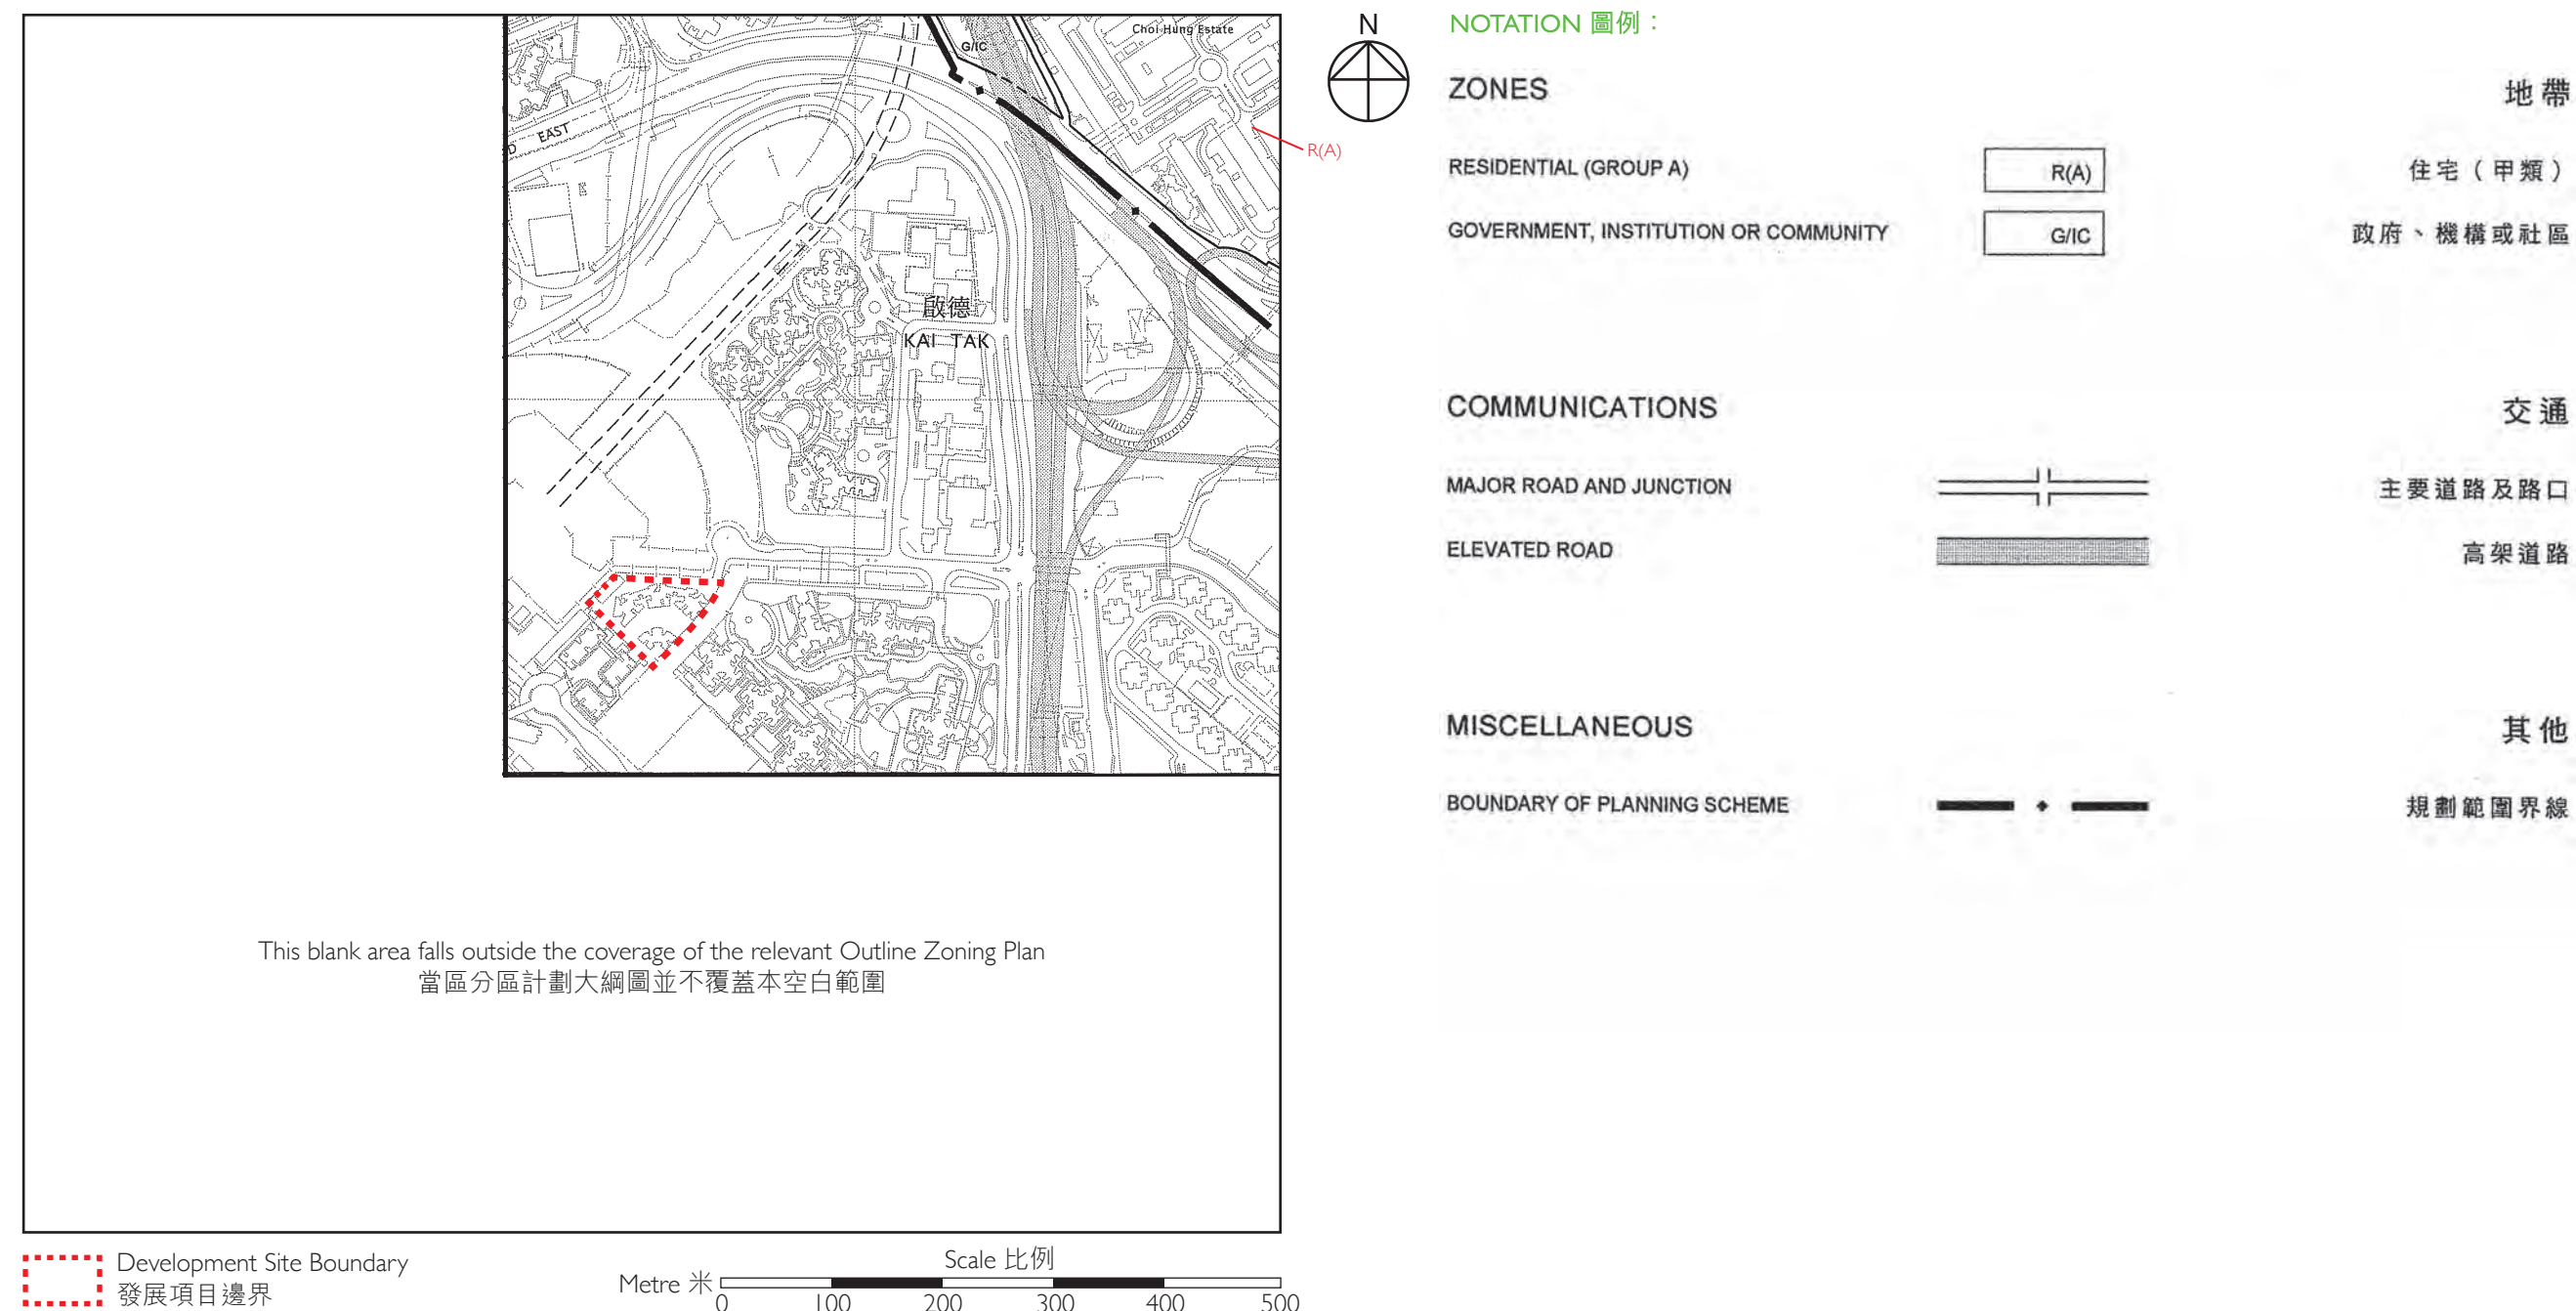 Choi Hung Estate
G/IC
EAST
D
R(A)
啟德
KAI TAK
This blank area falls outside the coverage of the relevant Outline Zoning Plan
當區分區計劃大綱圖並不覆蓋本空白範圍
Development Site Boundary
發展項目邊界
Scale 比例
Metre 米
0 100 200 300 400 500
N
NOTATION 圖例：
ZONES 地帶
RESIDENTIAL (GROUP A) R(A) 住宅（甲類）
GOVERNMENT, INSTITUTION OR COMMUNITY G/IC 政府、機構或社區
COMMUNICATIONS 交通
MAJOR ROAD AND JUNCTION 主要道路及路口
ELEVATED ROAD 高架道路
MISCELLANEOUS 其他
BOUNDARY OF PLANNING SCHEME 規劃範圍界線